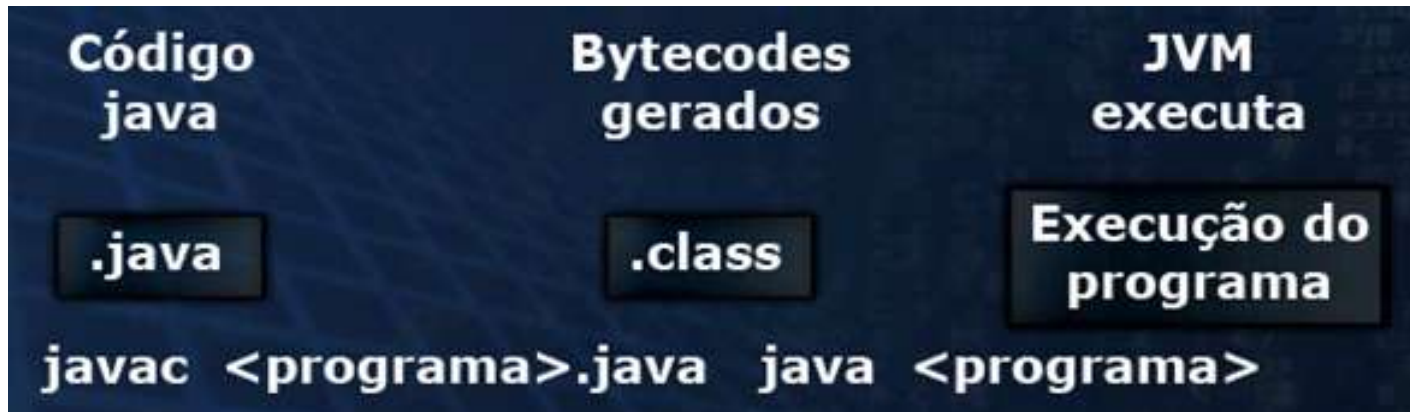 Código
java
Bytecodes
gerados
JVM
executa
.java
.class
Execução do
programa
javac <programa>.java java <programa>